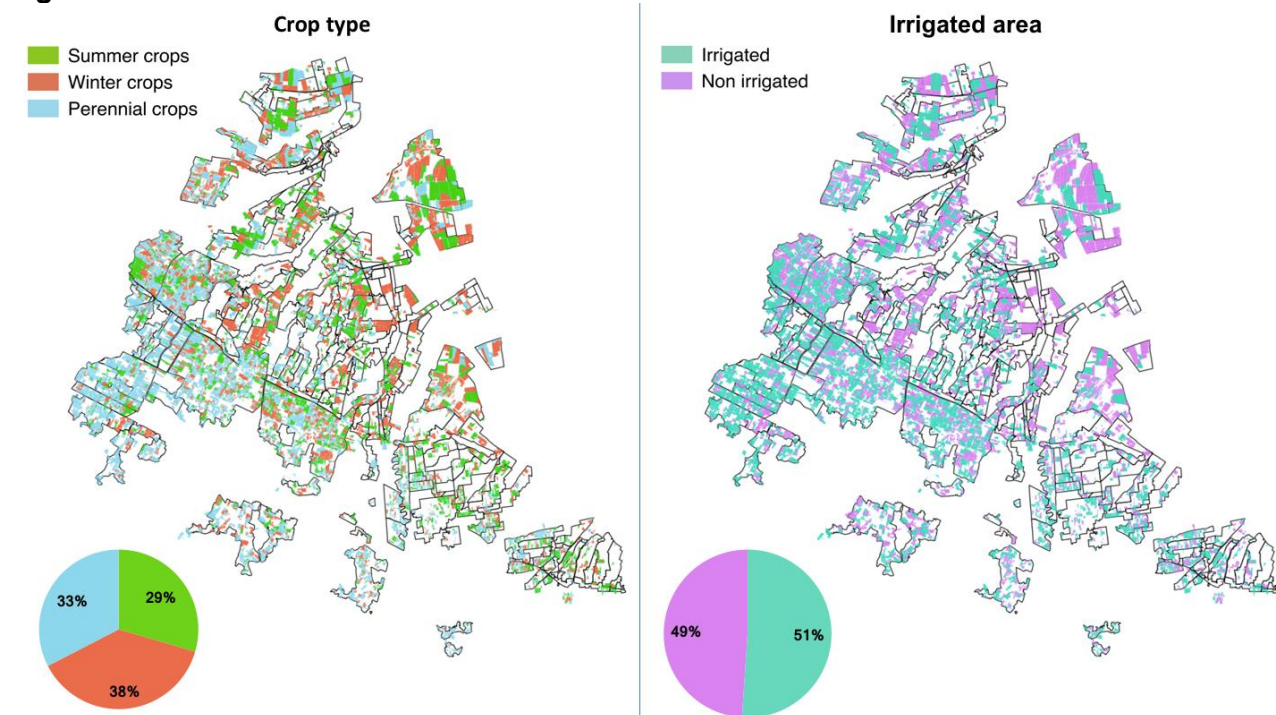 Crop type
Summer crops
Winter crops
Perennial crops
33%
29%
38%
Irrigated area
Irrigated
Non irrigated
49%
51%